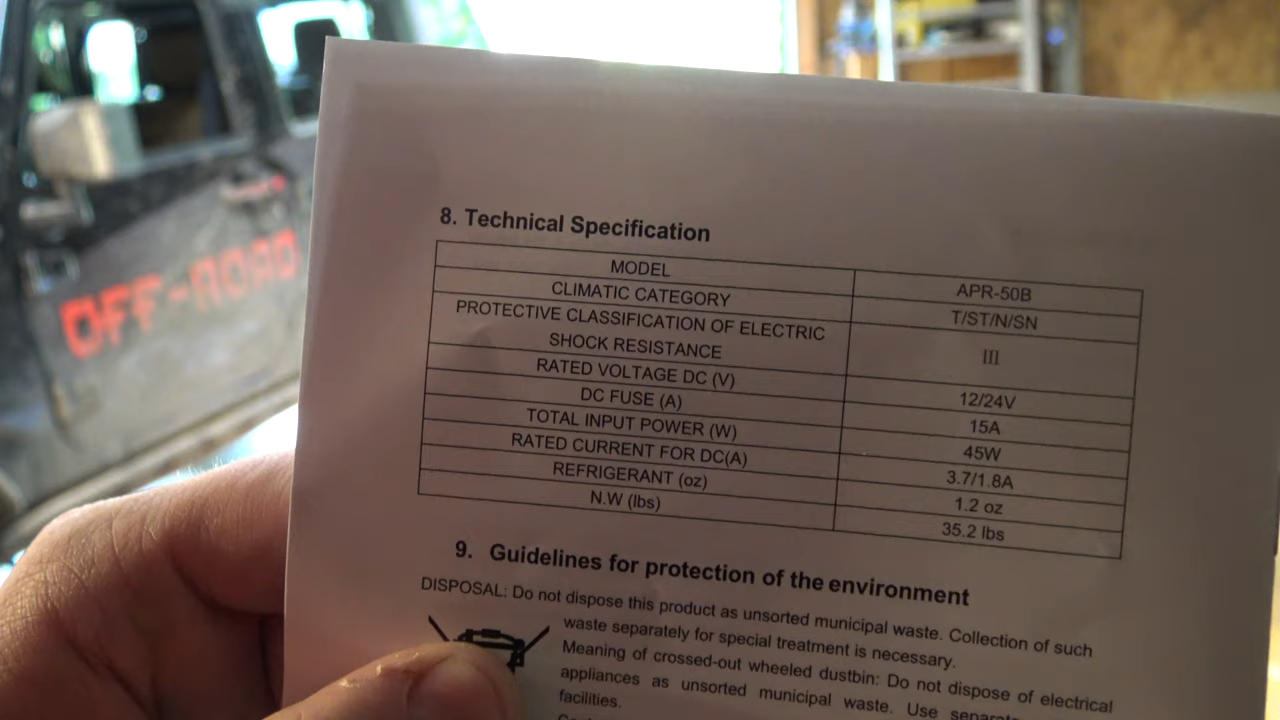 OFF-ROAD
8. Technical Specification
MODEL APR-50B
CLIMATIC CATEGORY T/ST/N/SN
PROTECTIVE CLASSIFICATION OF ELECTRIC
SHOCK RESISTANCE III
RATED VOLTAGE DC (V) 12/24V
DC FUSE (A) 15A
TOTAL INPUT POWER (W) 45W
RATED CURRENT FOR DC(A) 3.7/1.8A
REFRIGERANT (oz) 1.2 oz
N.W (lbs) 35.2 lbs
9. Guidelines for protection of the environment
DISPOSAL: Do not dispose this product as unsorted municipal waste. Collection of such
waste separately for special treatment is necessary.
Meaning of crossed-out wheeled dustbin: Do not dispose of electrical
appliances as unsorted municipal waste. Use
facilities.